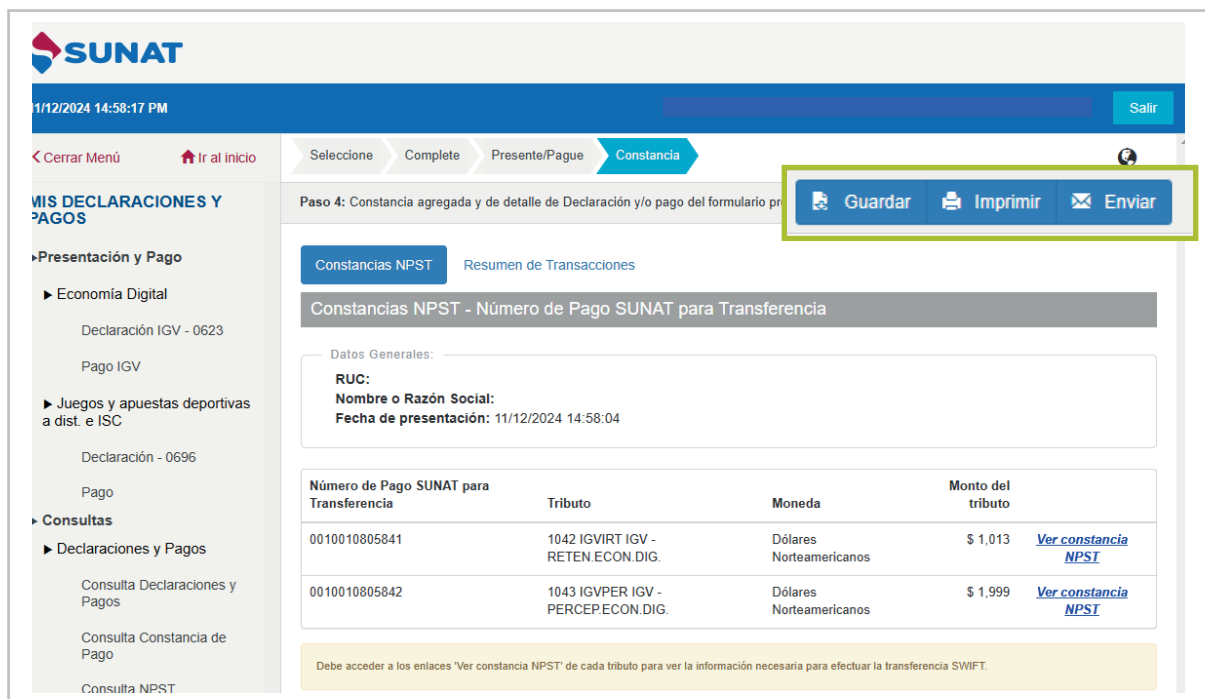 SUNAT
11/12/2024 14:58:17 PM
Salir
Cerrar Menú
Ir al inicio
Seleccione
Complete
Presente/Pague
Constancia
MIS DECLARACIONES Y
PAGOS
Paso 4: Constancia agregada y de detalle de Declaración y/o pago del formulario
Guardar
Imprimir
Enviar
Presentación y Pago
Economía Digital
Declaración IGV - 0623
Pago IGV
Juegos y apuestas deportivas
a dist. e ISC
Declaración - 0696
Pago
Consultas
Declaraciones y Pagos
Consulta Declaraciones y
Pagos
Consulta Constancia de
Pago
Consulta NPST
Constancias NPST
Resumen de Transacciones
Constancias NPST - Número de Pago SUNAT para Transferencia
Datos Generales:
RUC:
Nombre o Razón Social:
Fecha de presentación: 11/12/2024 14:58:04
Número de Pago SUNAT para
Transferencia
Tributo
Moneda
Monto del
tributo
0010010805841
1042 IGVIRT IGV -
RETEN.ECON.DIG.
Dólares
Norteamericanos
$ 1,013
Ver constancia
NPST
0010010805842
1043 IGVPER IGV -
PERCEP.ECON.DIG.
Dólares
Norteamericanos
$ 1,999
Ver constancia
NPST
Debe acceder a los enlaces 'Ver constancia NPST' de cada tributo para ver la información necesaria para efectuar la transferencia SWIFT.